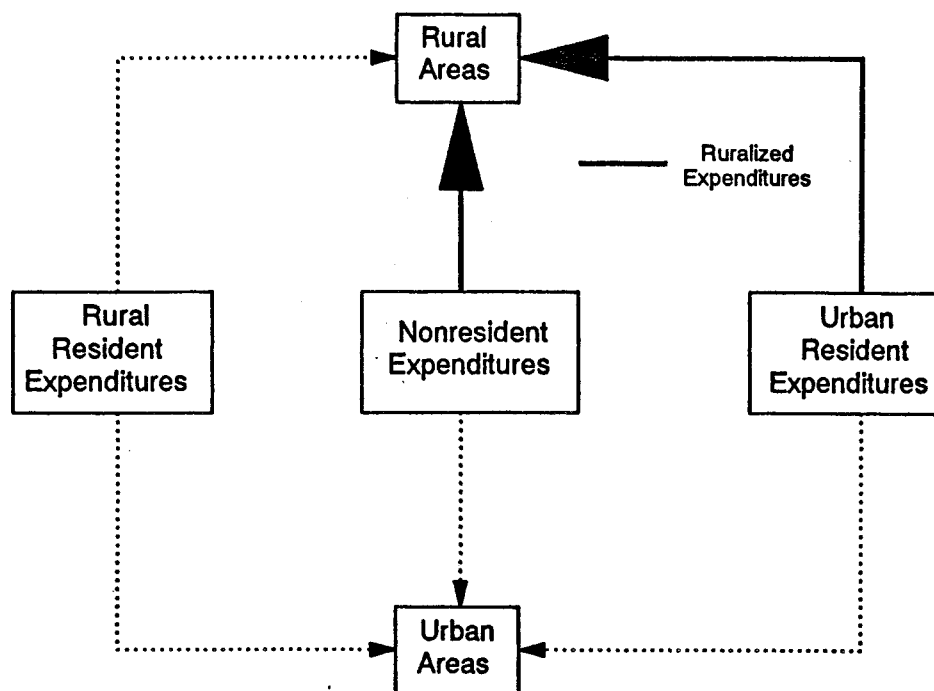 Rural
Areas
Ruralized
Expenditures
Rural
Resident
Expenditures
Nonresident
Expenditures
Urban
Resident
Expenditures
Urban
Areas